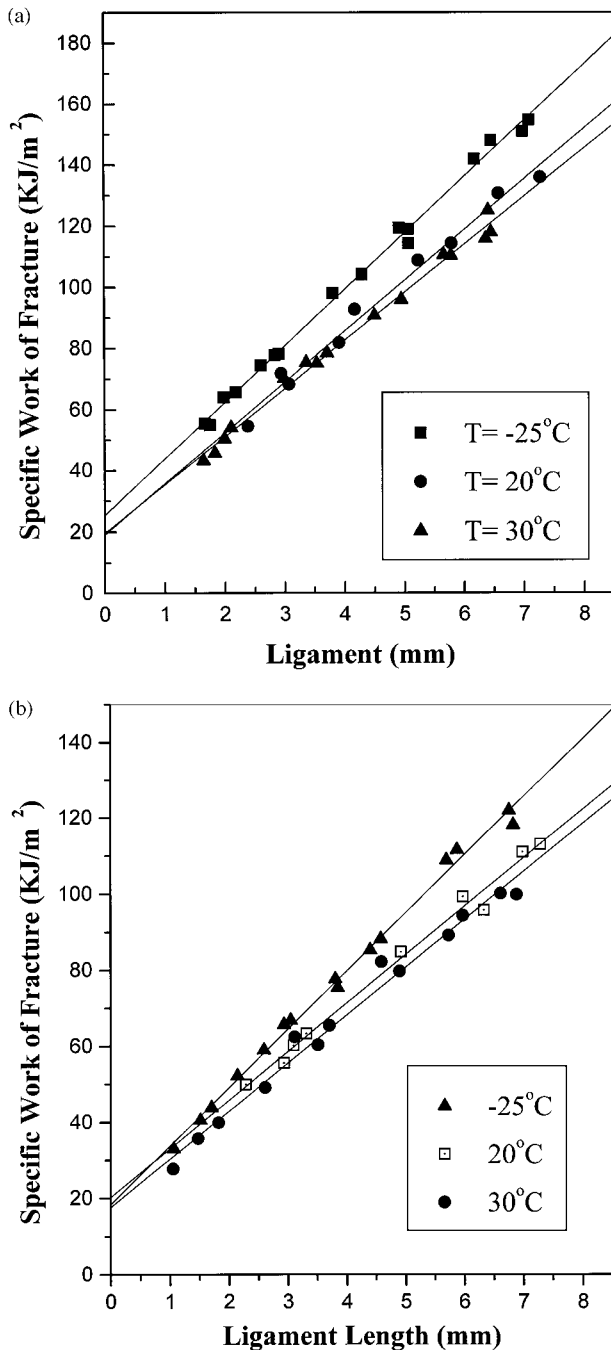 (a)
180
160
140
120
100
80
60
40
20
0
Specific Work of Fracture (KJ/m²)
T= -25°C
T= 20°C
T= 30°C
0 1 2 3 4 5 6 7 8
Ligament (mm)
(b)
140
120
100
80
60
40
20
0
Specific Work of Fracture (KJ/m²)
-25°C
20°C
30°C
0 1 2 3 4 5 6 7 8
Ligament Length (mm)